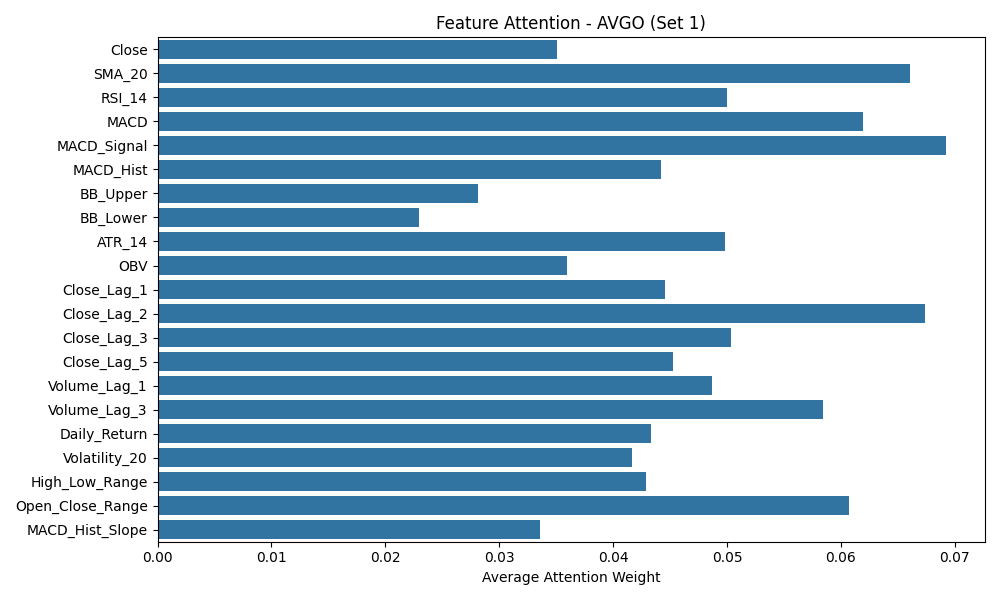 Feature Attention - AVGO (Set 1)
Close
SMA_20
RSI_14
MACD
MACD_Signal
MACD_Hist
BB_Upper
BB_Lower
ATR_14
OBV
Close_Lag_1
Close_Lag_2
Close_Lag_3
Close_Lag_5
Volume_Lag_1
Volume_Lag_3
Daily_Return
Volatility_20
High_Low_Range
Open_Close_Range
MACD_Hist_Slope
0.00 0.01 0.02 0.03 0.04 0.05 0.06 0.07
Average Attention Weight